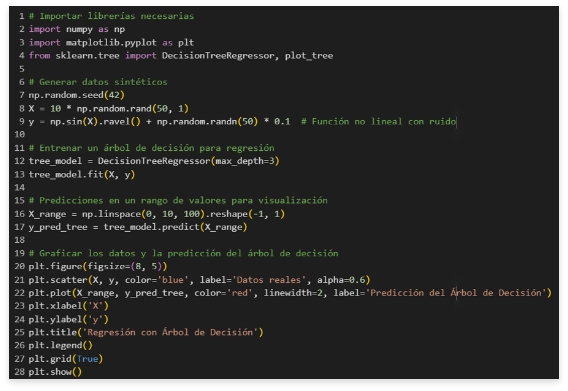 1 # Importar librerías necesarias
2 import numpy as np
3 import matplotlib.pyplot as plt
4 from sklearn.tree import DecisionTreeRegressor, plot_tree
5
6 # Generar datos sintéticos
7 np.random.seed(42)
8 X = 10 * np.random.rand(50, 1)
9 y = np.sin(X).ravel() + np.random.randn(50) * 0.1  # Función no lineal con ruido
10
11 # Entrenar un árbol de decisión para regresión
12 tree_model = DecisionTreeRegressor(max_depth=3)
13 tree_model.fit(X, y)
14
15 # Predicciones en un rango de valores para visualización
16 X_range = np.linspace(0, 10, 100).reshape(-1, 1)
17 y_pred_tree = tree_model.predict(X_range)
18
19 # Graficar los datos y la predicción del árbol de decisión
20 plt.figure(figsize=(8, 5))
21 plt.scatter(X, y, color='blue', label='Datos reales', alpha=0.6)
22 plt.plot(X_range, y_pred_tree, color='red', linewidth=2, label='Predicción del Árbol de Decisión')
23 plt.xlabel('X')
24 plt.ylabel('y')
25 plt.title('Regresión con Árbol de Decisión')
26 plt.legend()
27 plt.grid(True)
28 plt.show()